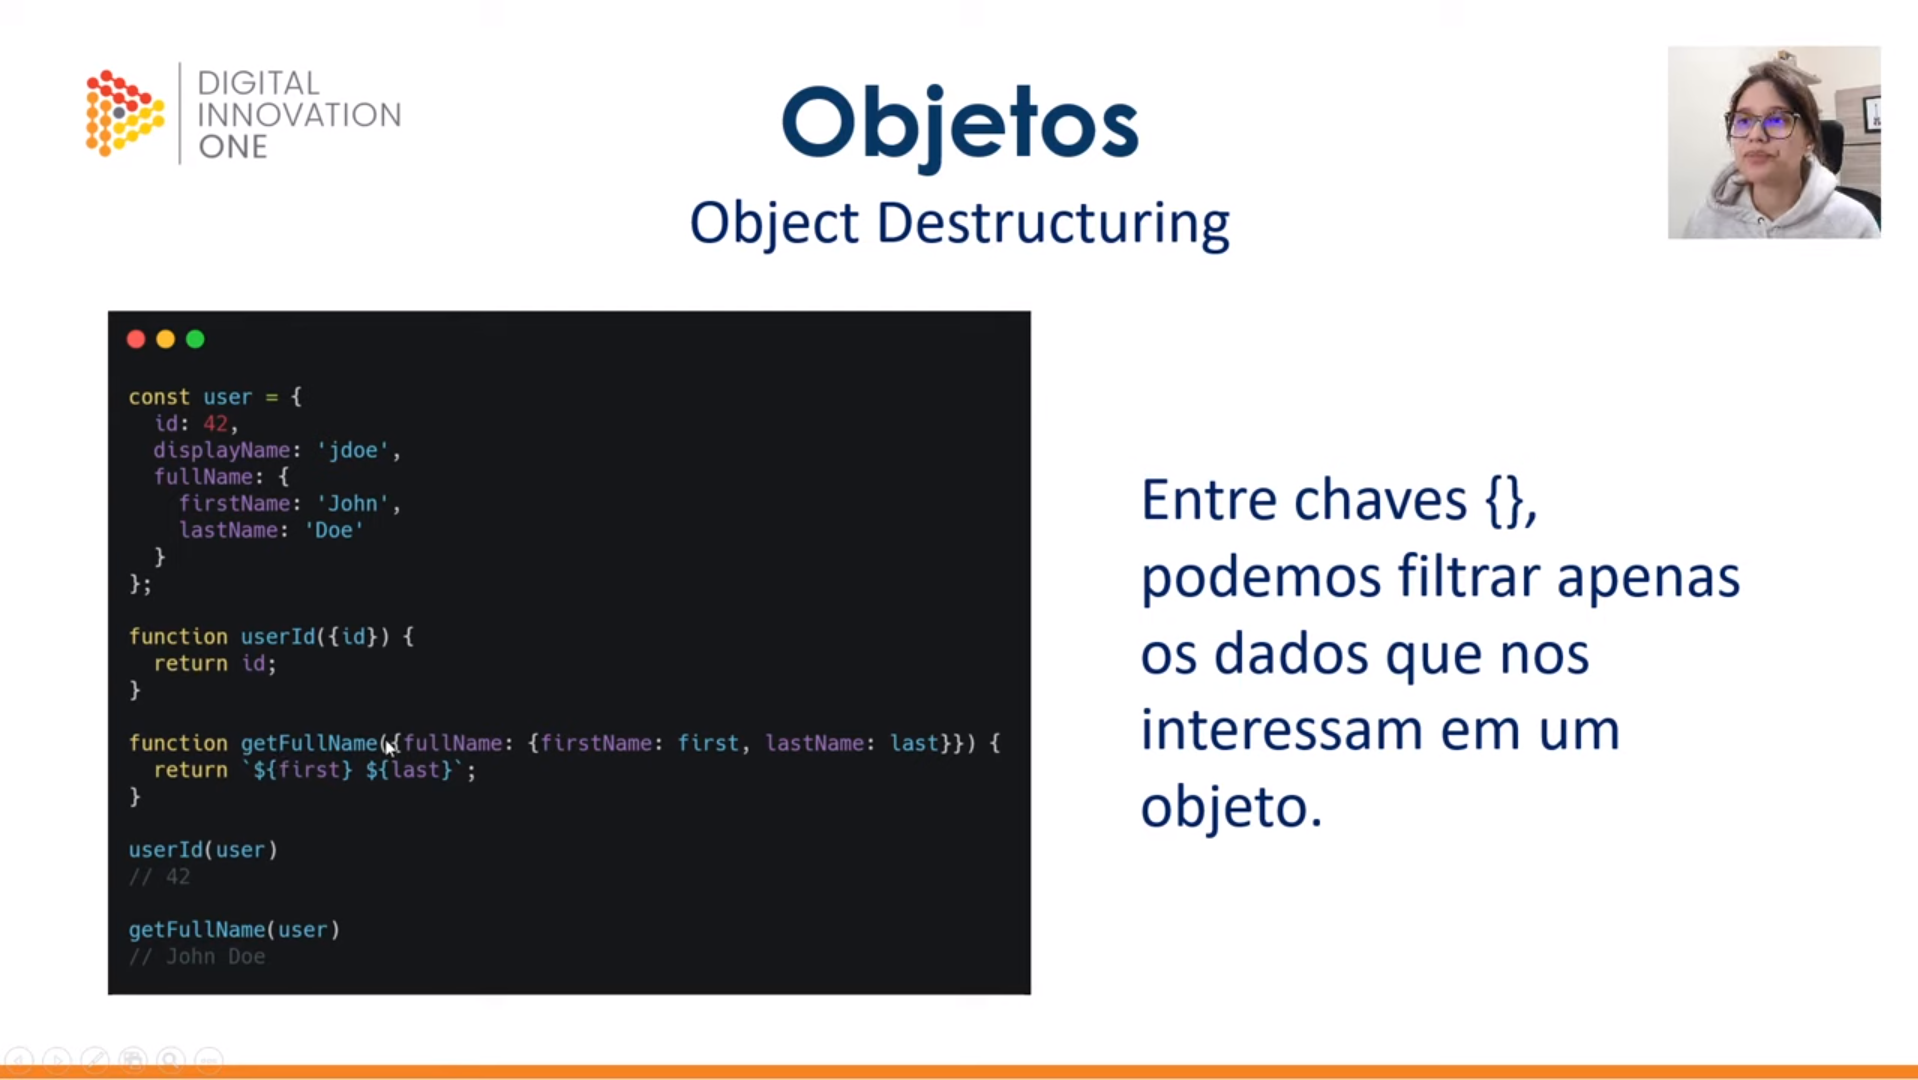 DIGITAL
INNOVATION
ONE
Objetos
Object Destructuring
const user = {
  id: 42,
  displayName: 'jdoe',
  fullName: {
    firstName: 'John',
    lastName: 'Doe'
  }
};
function userId({id}) {
  return id;
}
function getFullName({fullName: {firstName: first, lastName: last}}) {
  return `${first} ${last}`;
}
userId(user)
// 42
getFullName(user)
// John Doe
Entre chaves {},
podemos filtrar apenas
os dados que nos
interessam em um
objeto.